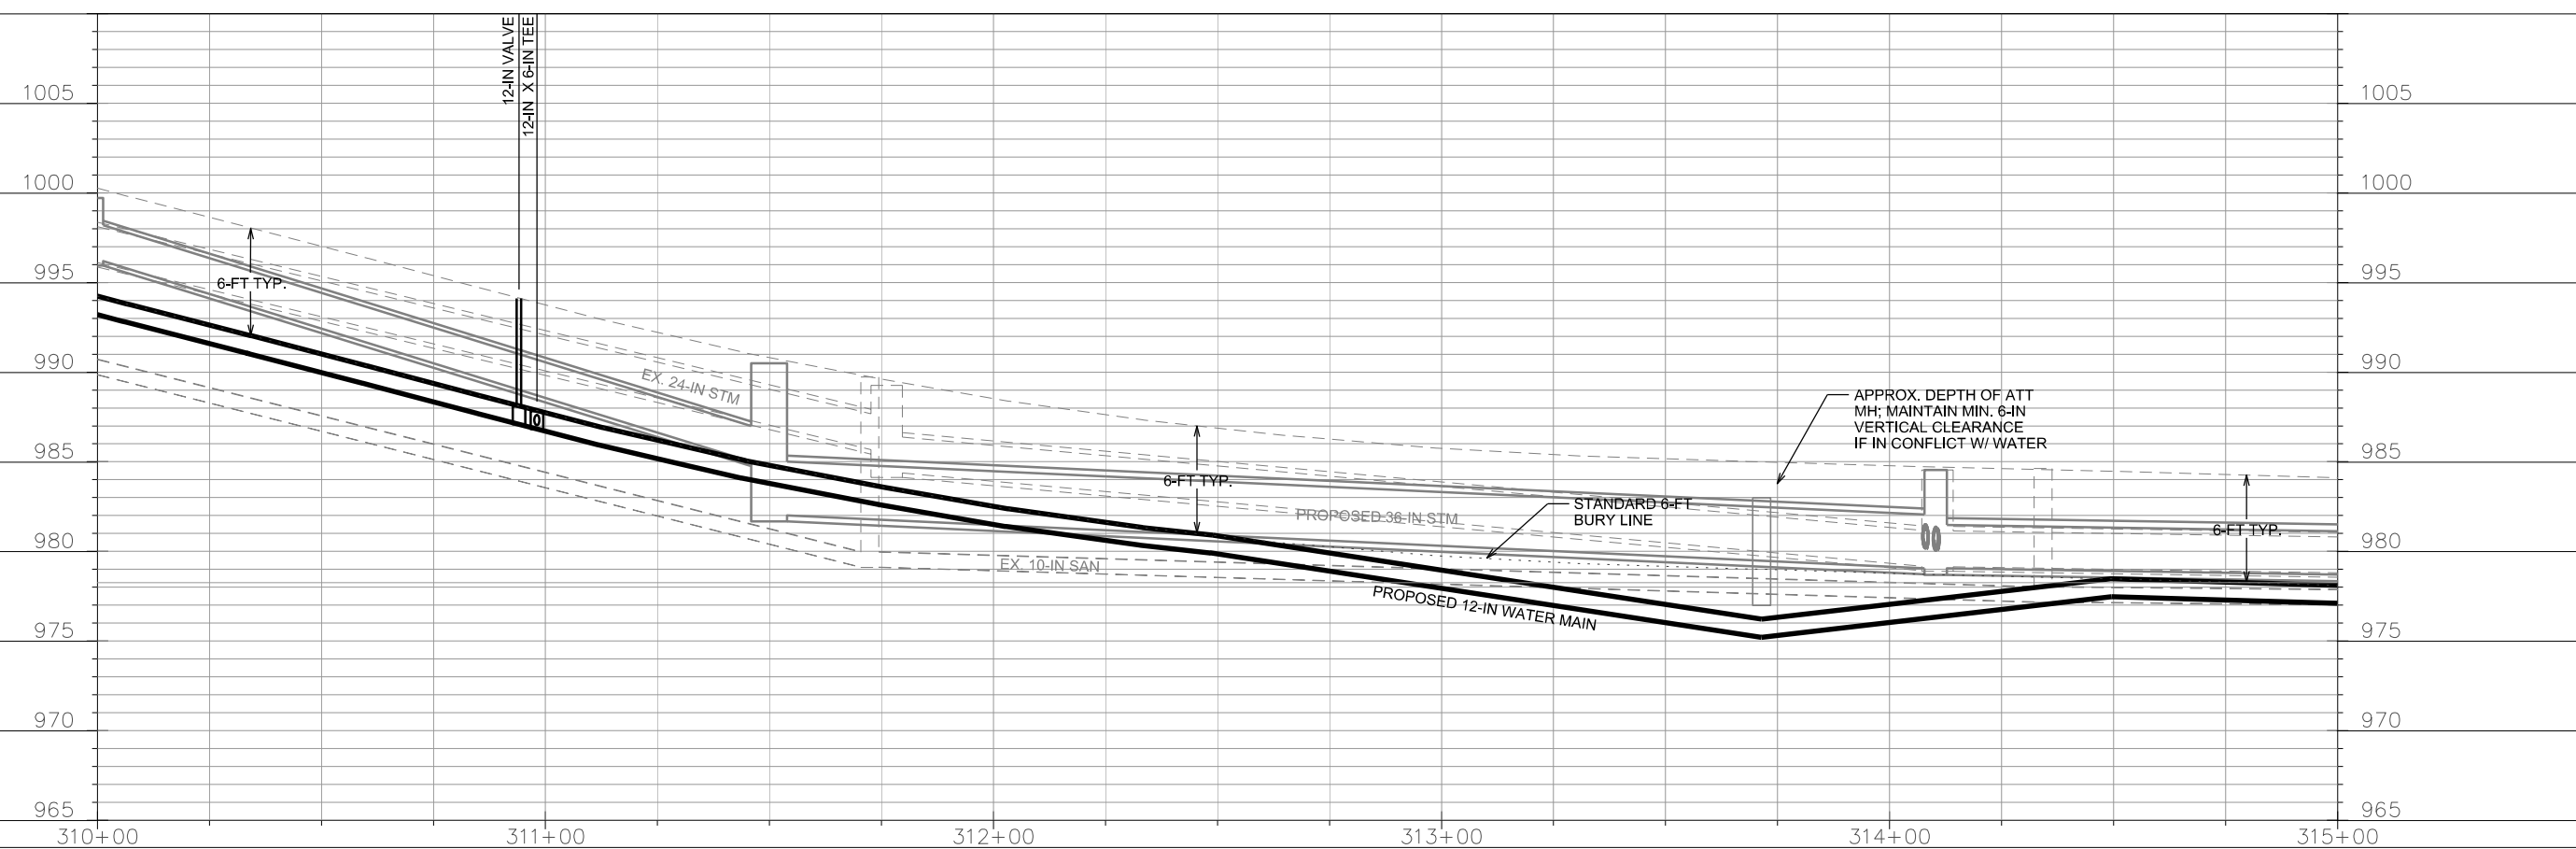 12-IN VALVE
12-IN X 6-IN TEE
1005
1005
1000
1000
995
995
6-FT TYP.
990
990
EX. 24-IN STM
APPROX. DEPTH OF ATT
MH; MAINTAIN MIN. 6-IN
VERTICAL CLEARANCE
IF IN CONFLICT W/ WATER
985
985
6-FT TYP.
STANDARD 6-FT
BURY LINE
PROPOSED 36-IN STM
6-FT TYP.
980
980
EX. 10-IN SAN
PROPOSED 12-IN WATER MAIN
975
975
970
970
965
965
310+00
311+00
312+00
313+00
314+00
315+00